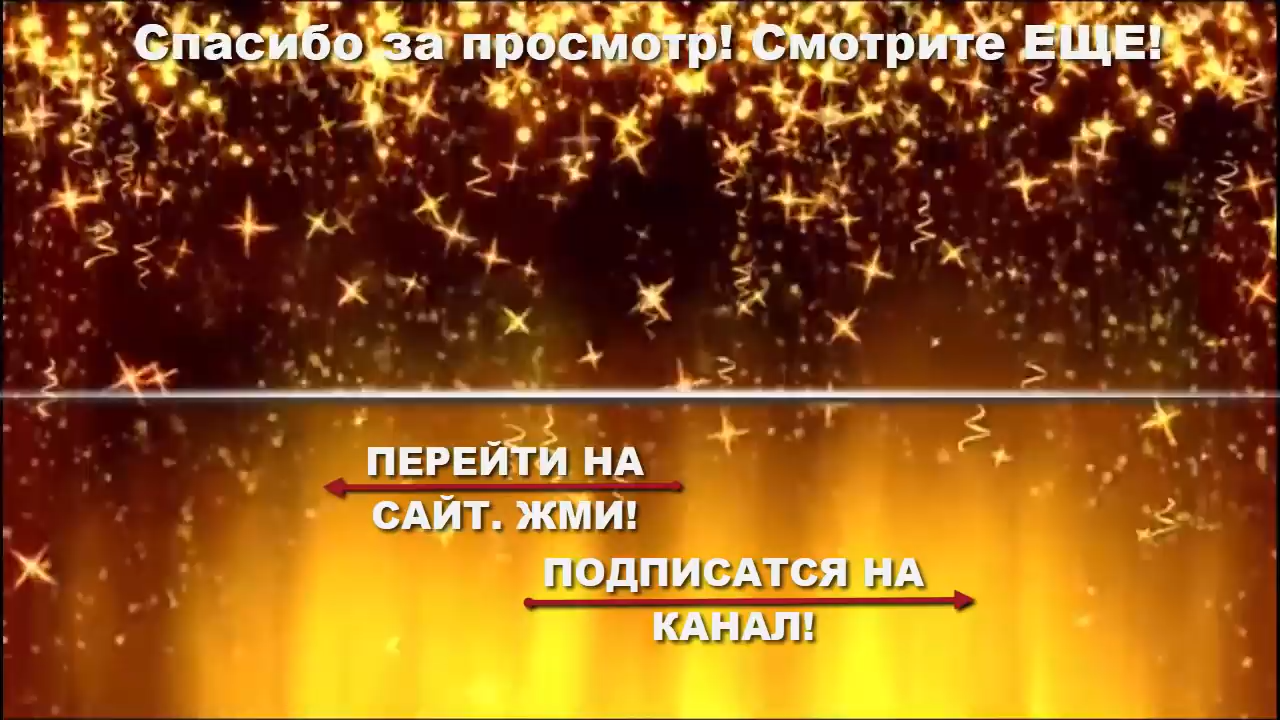 Спасибо за просмотр! Смотрите ЕЩЕ!
ПЕРЕЙТИ НА
САЙТ. ЖМИ!
ПОДПИСАТСЯ НА
КАНАЛ!